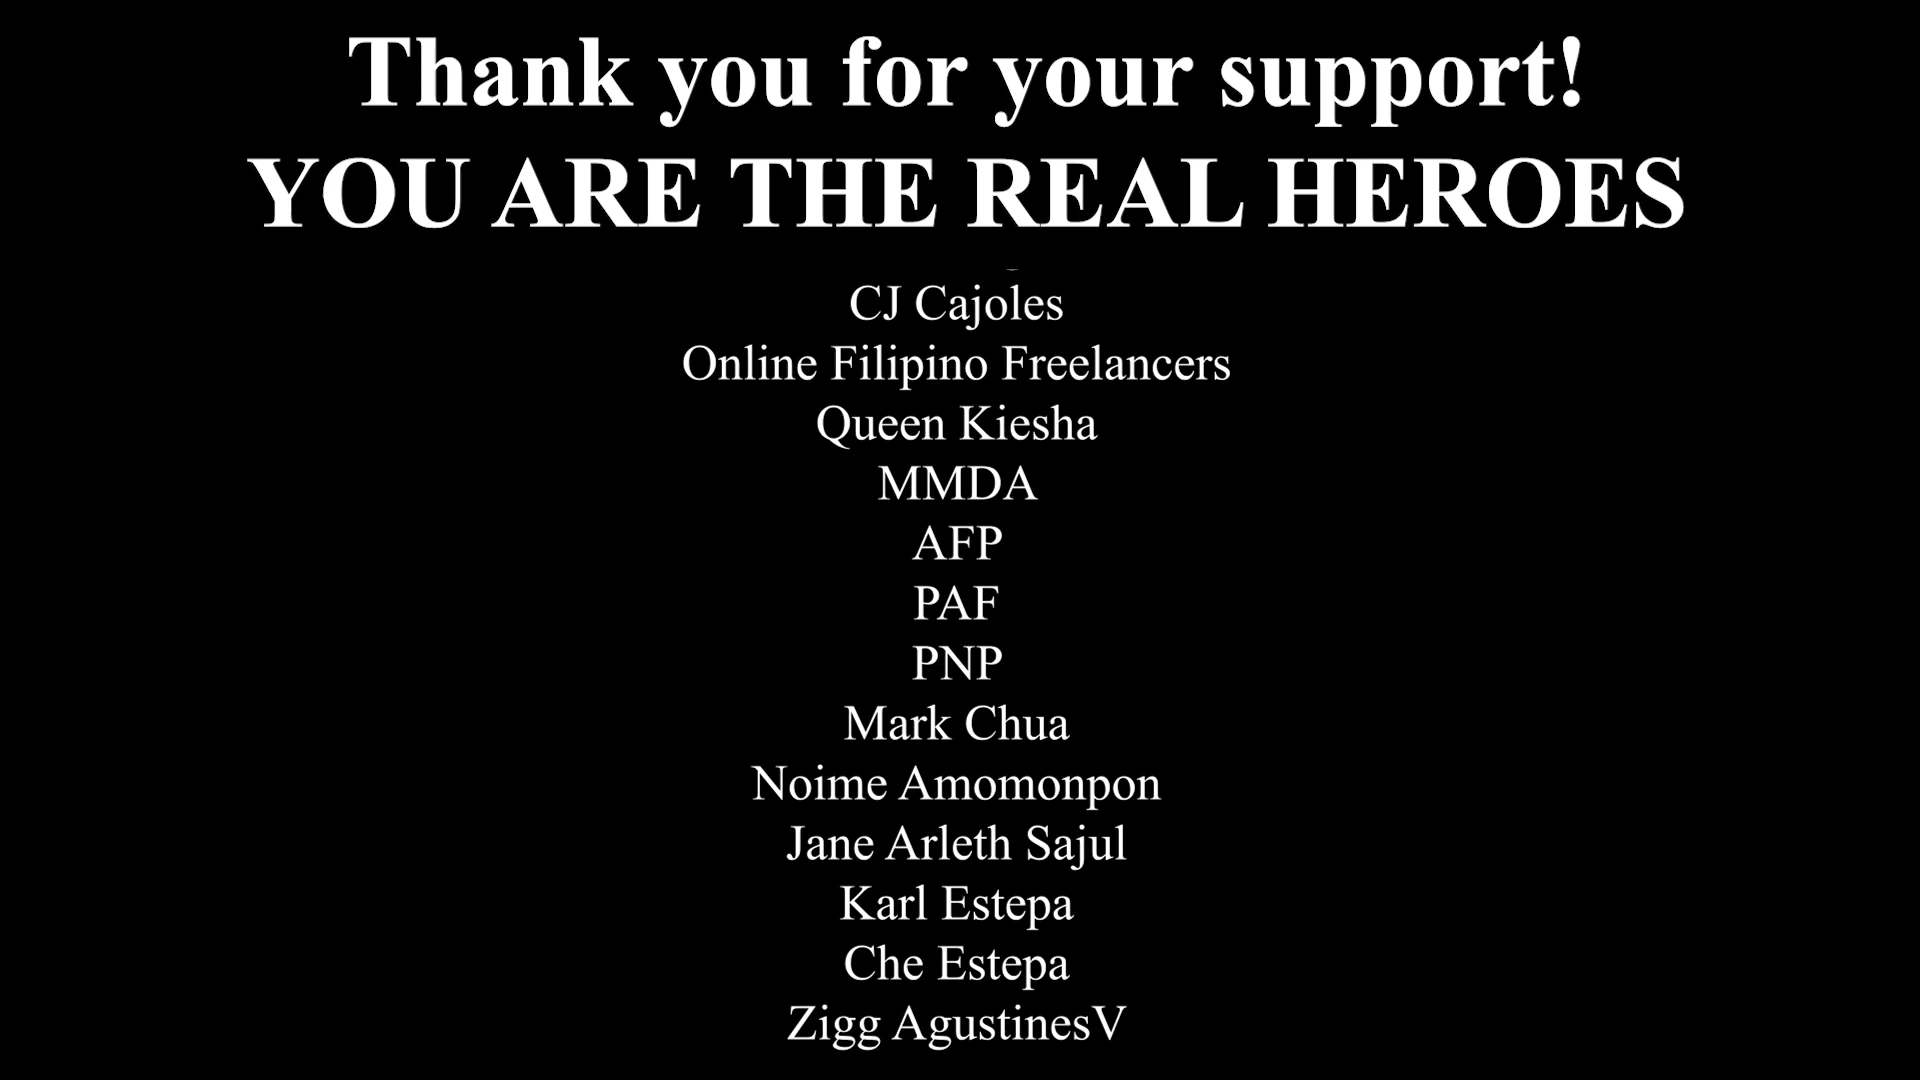 Thank you for your support!
YOU ARE THE REAL HEROES
CJ Cajoles
Online Filipino Freelancers
Queen Kiesha
MMDA
AFP
PAF
PNP
Mark Chua
Noime Amomonpon
Jane Arleth Sajul
Karl Estepa
Che Estepa
Zigg AgustinesV